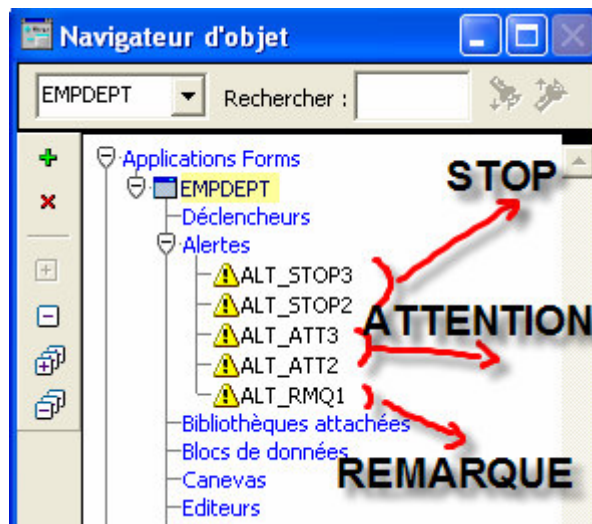 Navigateur d'objet
EMPDEPT Rechercher :
Applications Forms
EMPDEPT
STOP
Déclencheurs
Alertes
ALT_STOP3
ALT_STOP2
ATTENTION
ALT_ATT3
ALT_ATT2
ALT_RMQ1
Bibliothèques attachées
Blocs de données
REMARQUE
Canevas
Editeurs